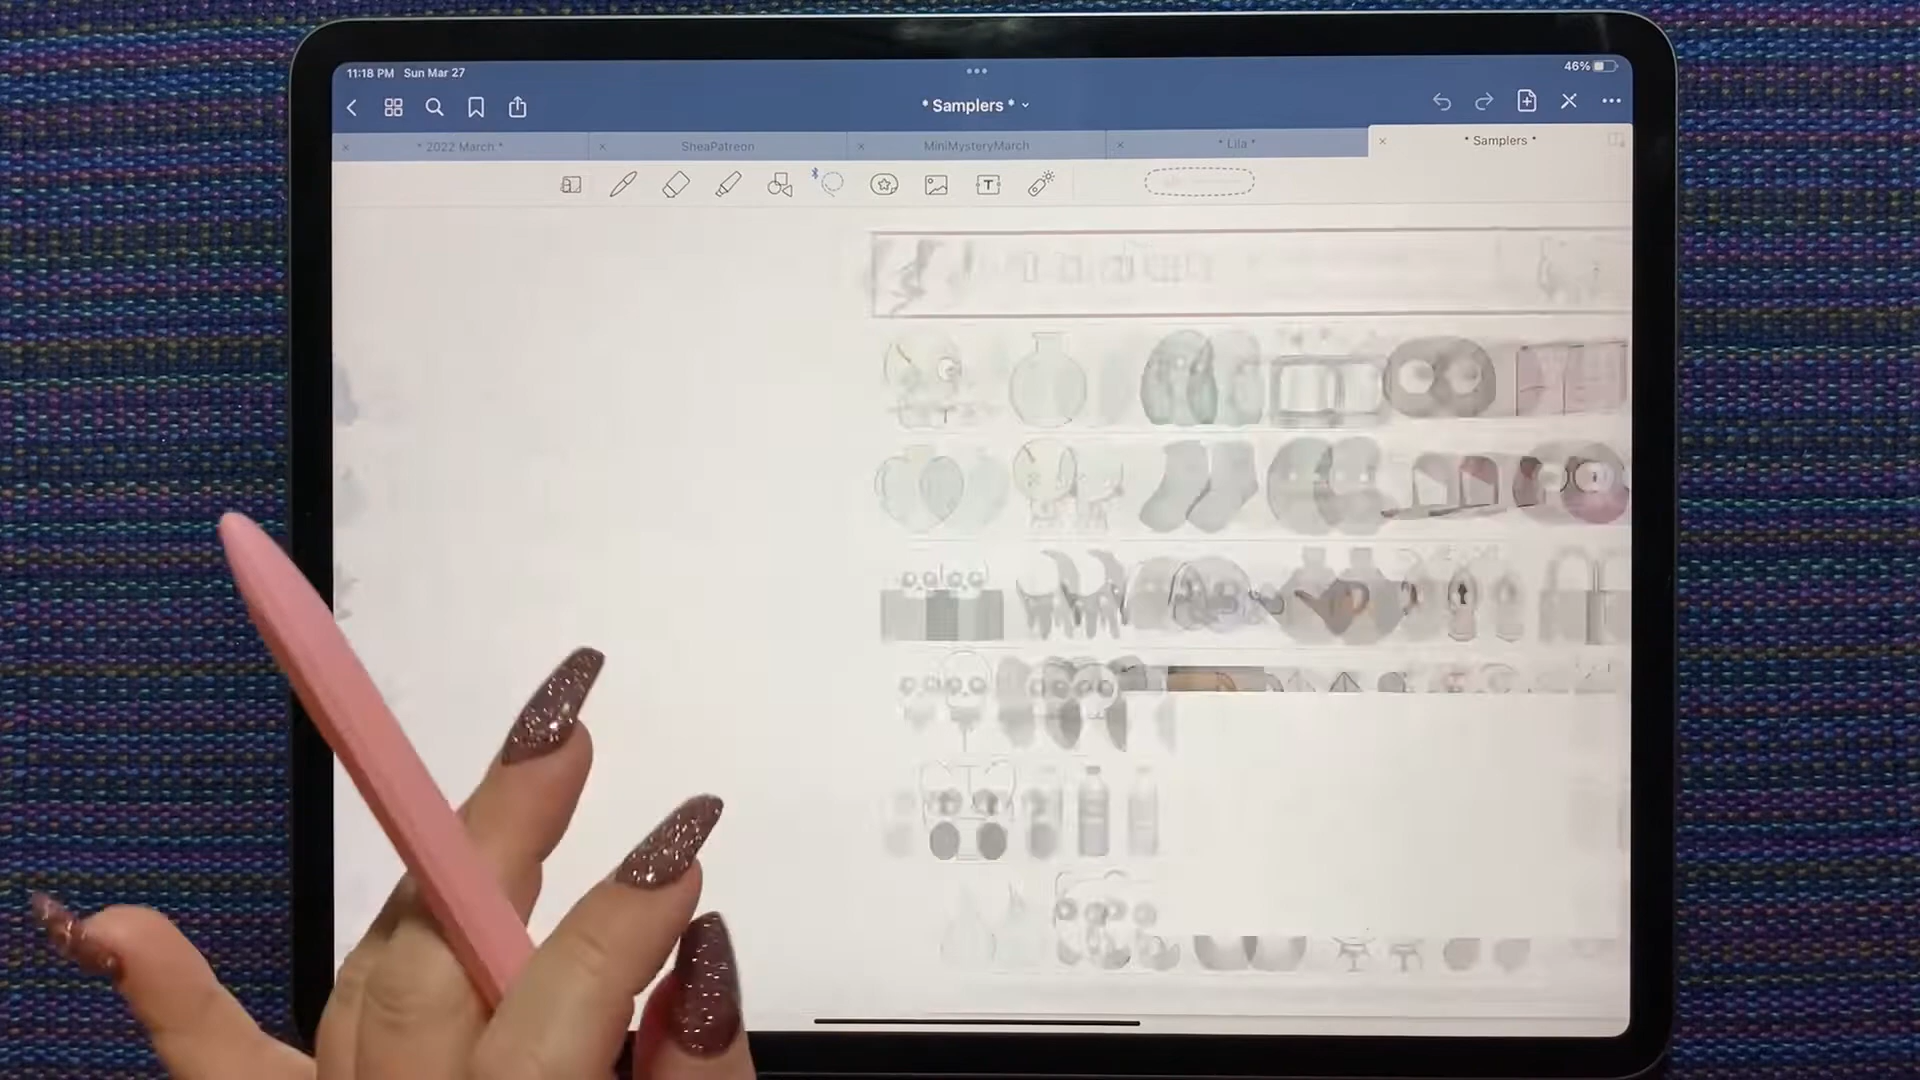 11:18 PM Sun Mar 27
46%
* Samplers *
* 2022 March *
SheaPatreon
MiniMysteryMarch
* Lila *
* Samplers *
T